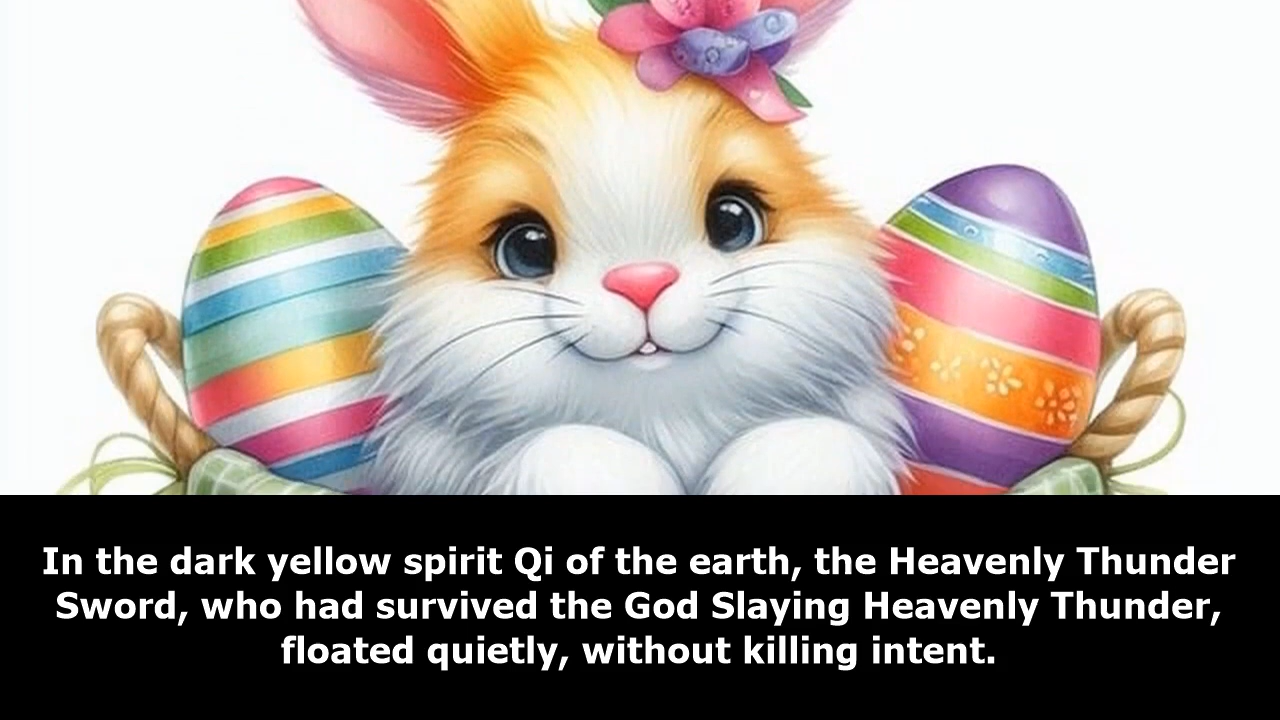 In the dark yellow spirit Qi of the earth, the Heavenly Thunder
Sword, who had survived the God Slaying Heavenly Thunder,
floated quietly, without killing intent.